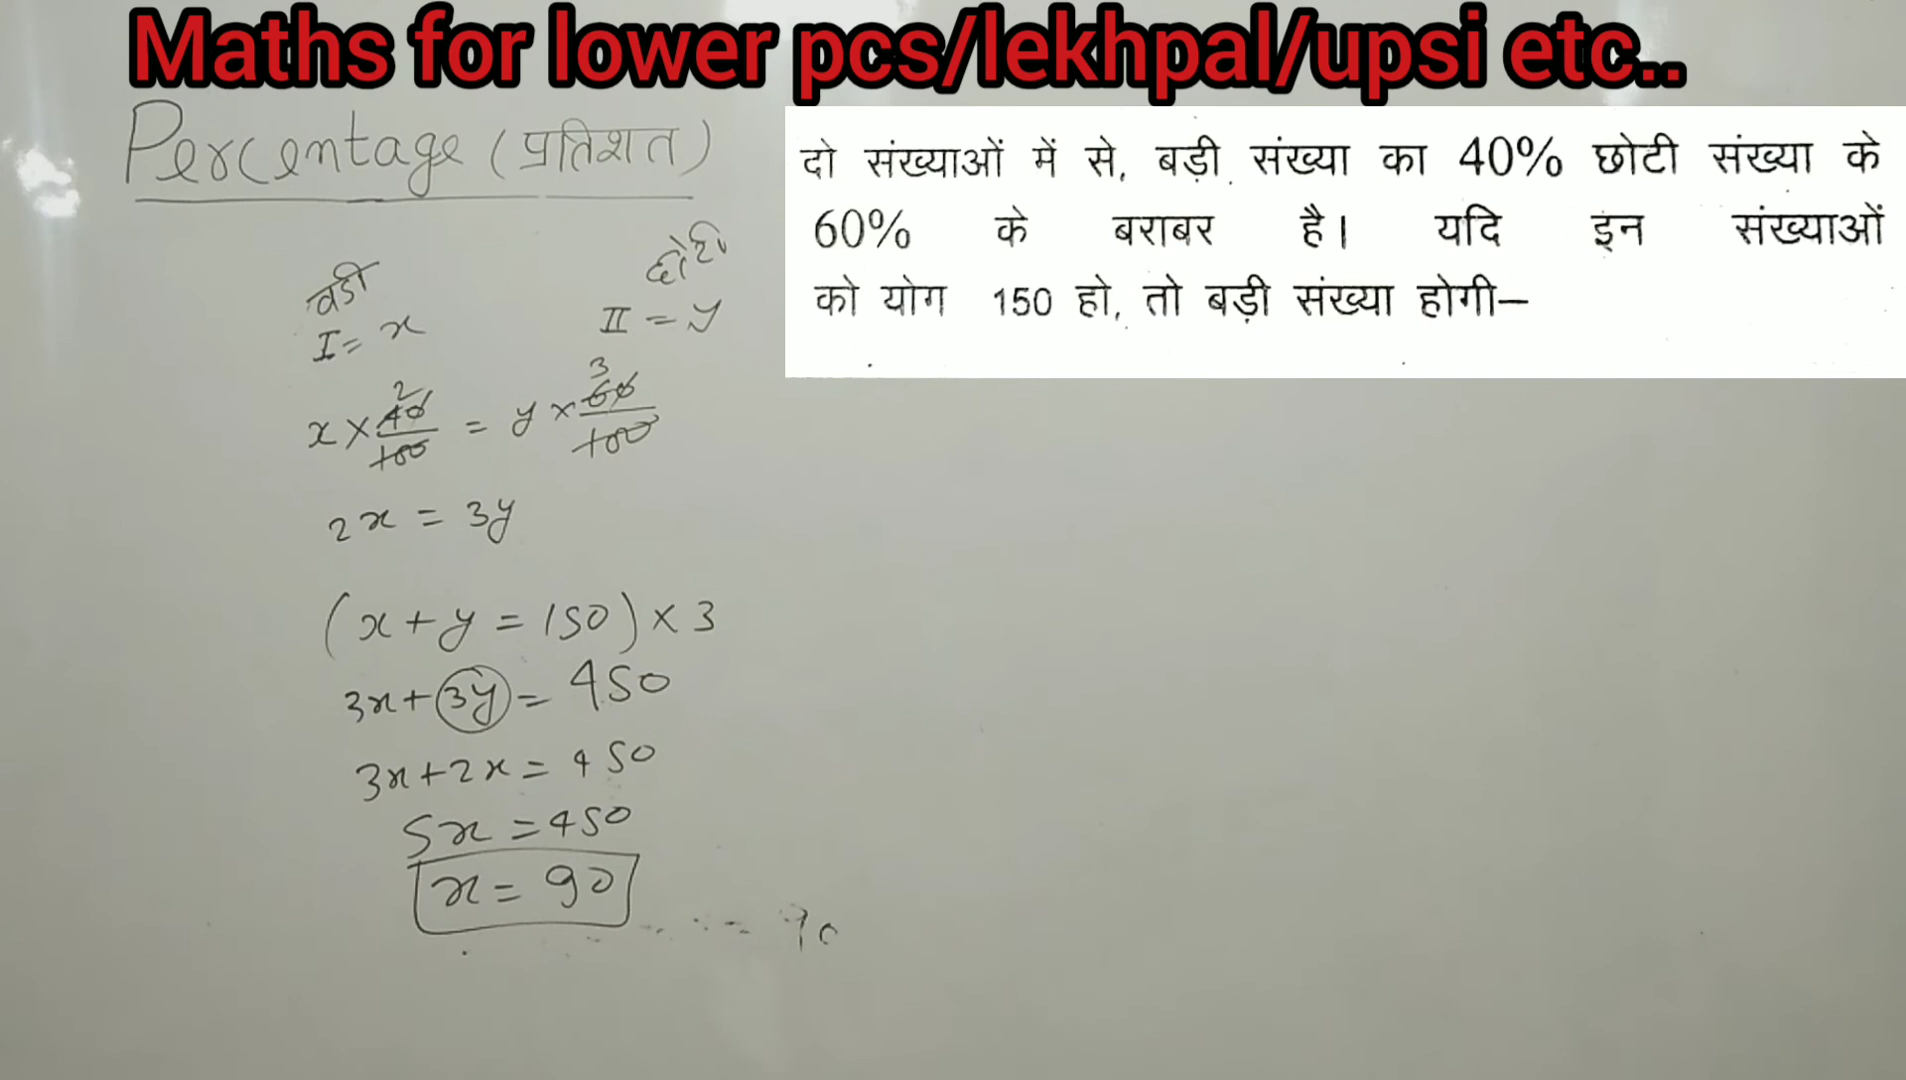 Maths for lower pcs/lekhpal/upsi etc..
Percentage (प्रतिशत)
दो संख्याओं में से, बड़ी संख्या का 40% छोटी संख्या के
60% के बराबर है। यदि इन संख्याओं
को योग 150 हो, तो बड़ी संख्या होगी–
बडी छोटी
I = x II = y
x × 40/100 2 = y × 60/100 3
2x = 3y
(x + y = 150) × 3
3x + 3y = 450
3x + 2x = 450
5x = 450
x = 90